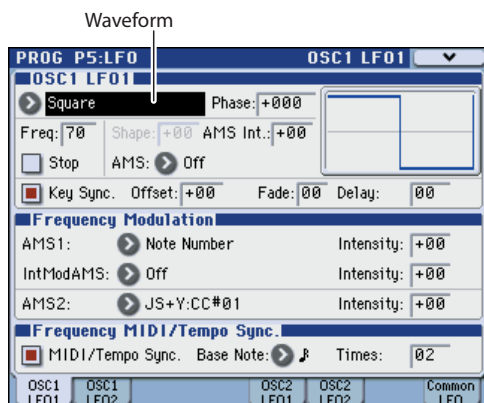 Waveform
PROG P5:LFO OSC1 LFO1
OSC1 LFO1
Square Phase: +000
Freq: 70 Shape: +00 AMS Int.: +00
Stop AMS: Off
Key Sync. Offset: +00 Fade: 00 Delay: 00
Frequency Modulation
AMS1: Note Number Intensity: +00
IntModAMS: Off Intensity: +00
AMS2: JS+Y:CC#01 Intensity: +00
Frequency MIDI/Tempo Sync.
MIDI/Tempo Sync. Base Note: ♪ Times: 02
OSC1 LFO1 OSC1 LFO2 OSC2 LFO1 OSC2 LFO2 Common LFO